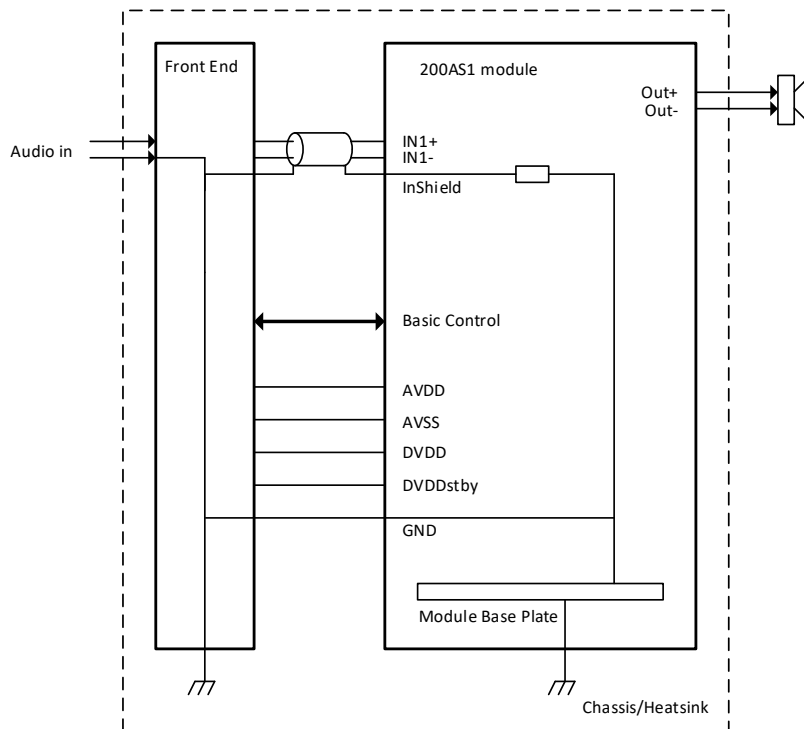 Front End
200AS1 module
Out+
Out-
Audio in
IN1+
IN1-
InShield
Basic Control
AVDD
AVSS
DVDD
DVDDstby
GND
Module Base Plate
Chassis/Heatsink